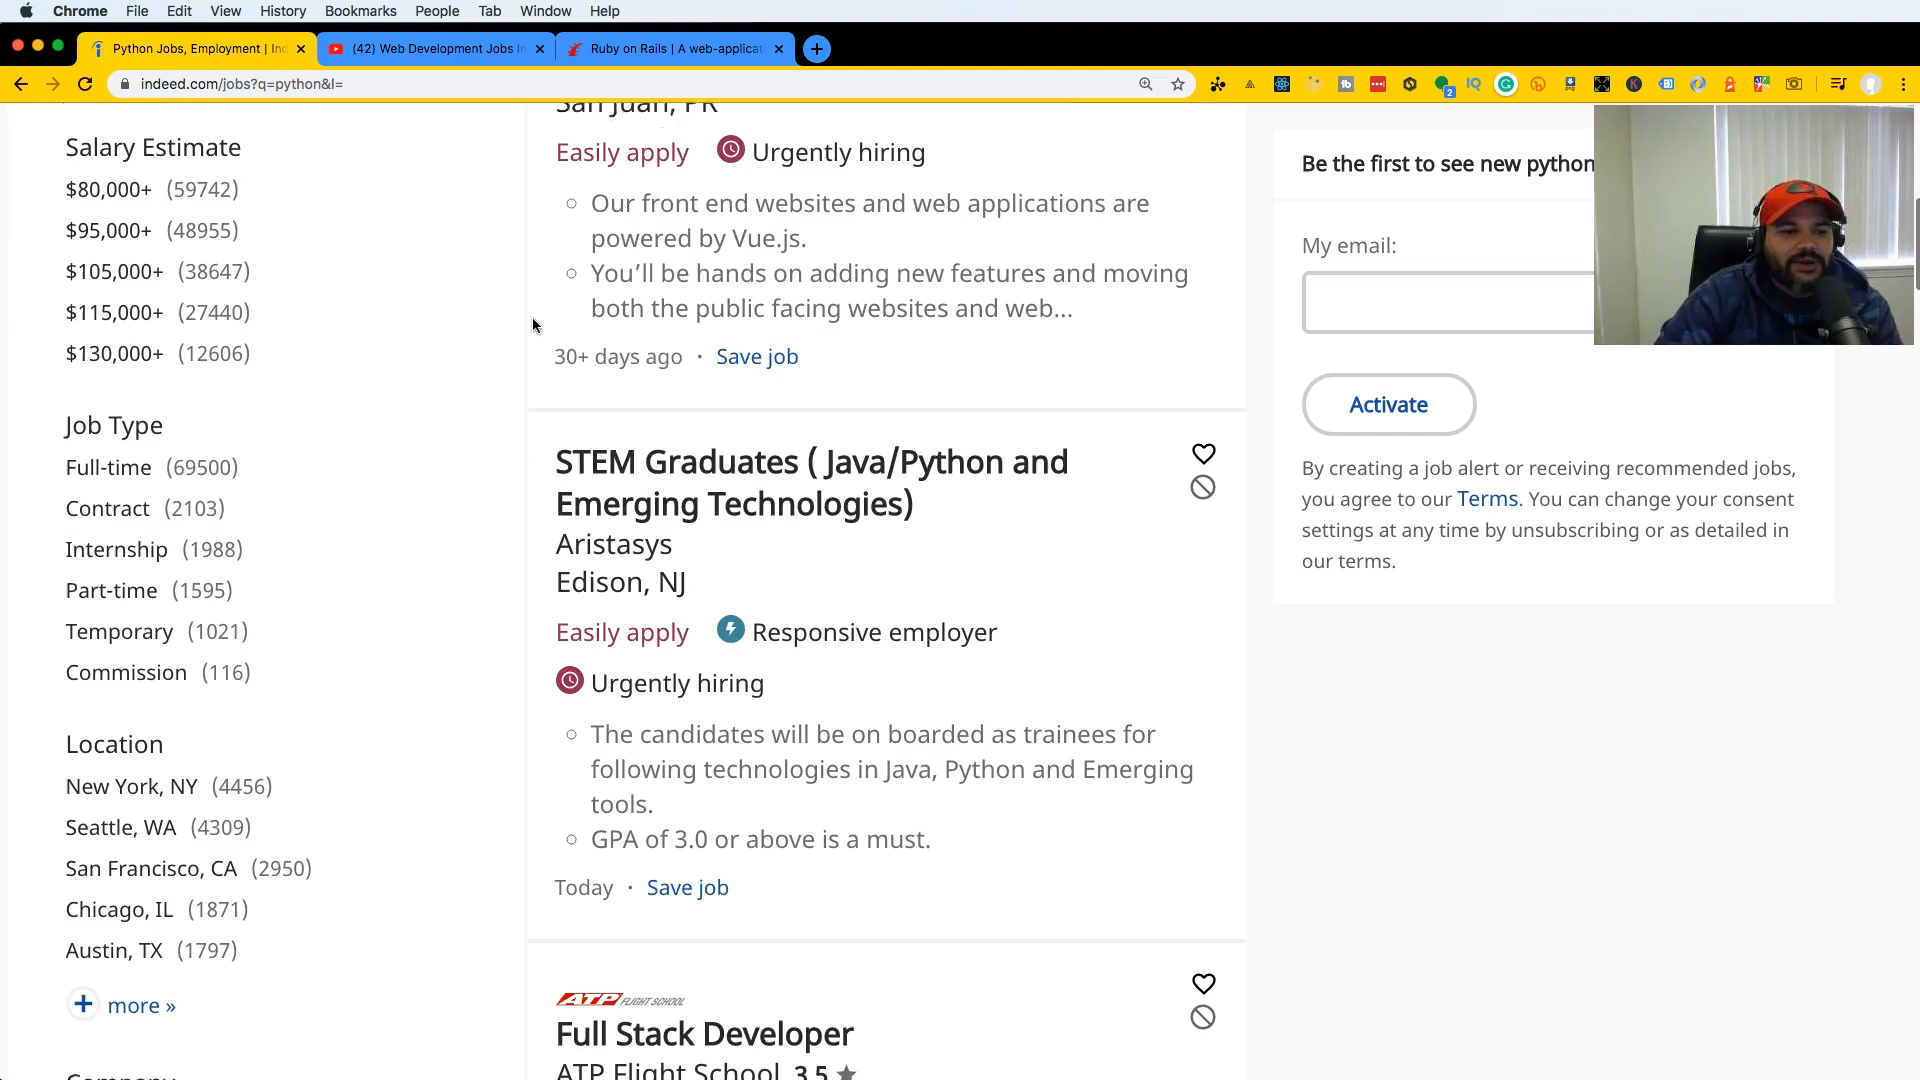 Chrome File Edit View History Bookmarks People Tab Window Help
Python Jobs, Employment | In
(42) Web Development Jobs In
Ruby on Rails | A web-applicat
indeed.com/jobs?q=python&l=
San Juan, PR
Easily apply Urgently hiring
Our front end websites and web applications are
powered by Vue.js.
You’ll be hands on adding new features and moving
both the public facing websites and web...
30+ days ago · Save job
Salary Estimate
$80,000+ (59742)
$95,000+ (48955)
$105,000+ (38647)
$115,000+ (27440)
$130,000+ (12606)
Job Type
Full-time (69500)
Contract (2103)
Internship (1988)
Part-time (1595)
Temporary (1021)
Commission (116)
Location
New York, NY (4456)
Seattle, WA (4309)
San Francisco, CA (2950)
Chicago, IL (1871)
Austin, TX (1797)
more »
STEM Graduates ( Java/Python and
Emerging Technologies)
Aristasys
Edison, NJ
Easily apply Responsive employer
Urgently hiring
The candidates will be on boarded as trainees for
following technologies in Java, Python and Emerging
tools.
GPA of 3.0 or above is a must.
Today · Save job
ATP FLIGHT SCHOOL
Full Stack Developer
ATP Flight School 3.5
Be the first to see new python
My email:
Activate
By creating a job alert or receiving recommended jobs,
you agree to our Terms. You can change your consent
settings at any time by unsubscribing or as detailed in
our terms.